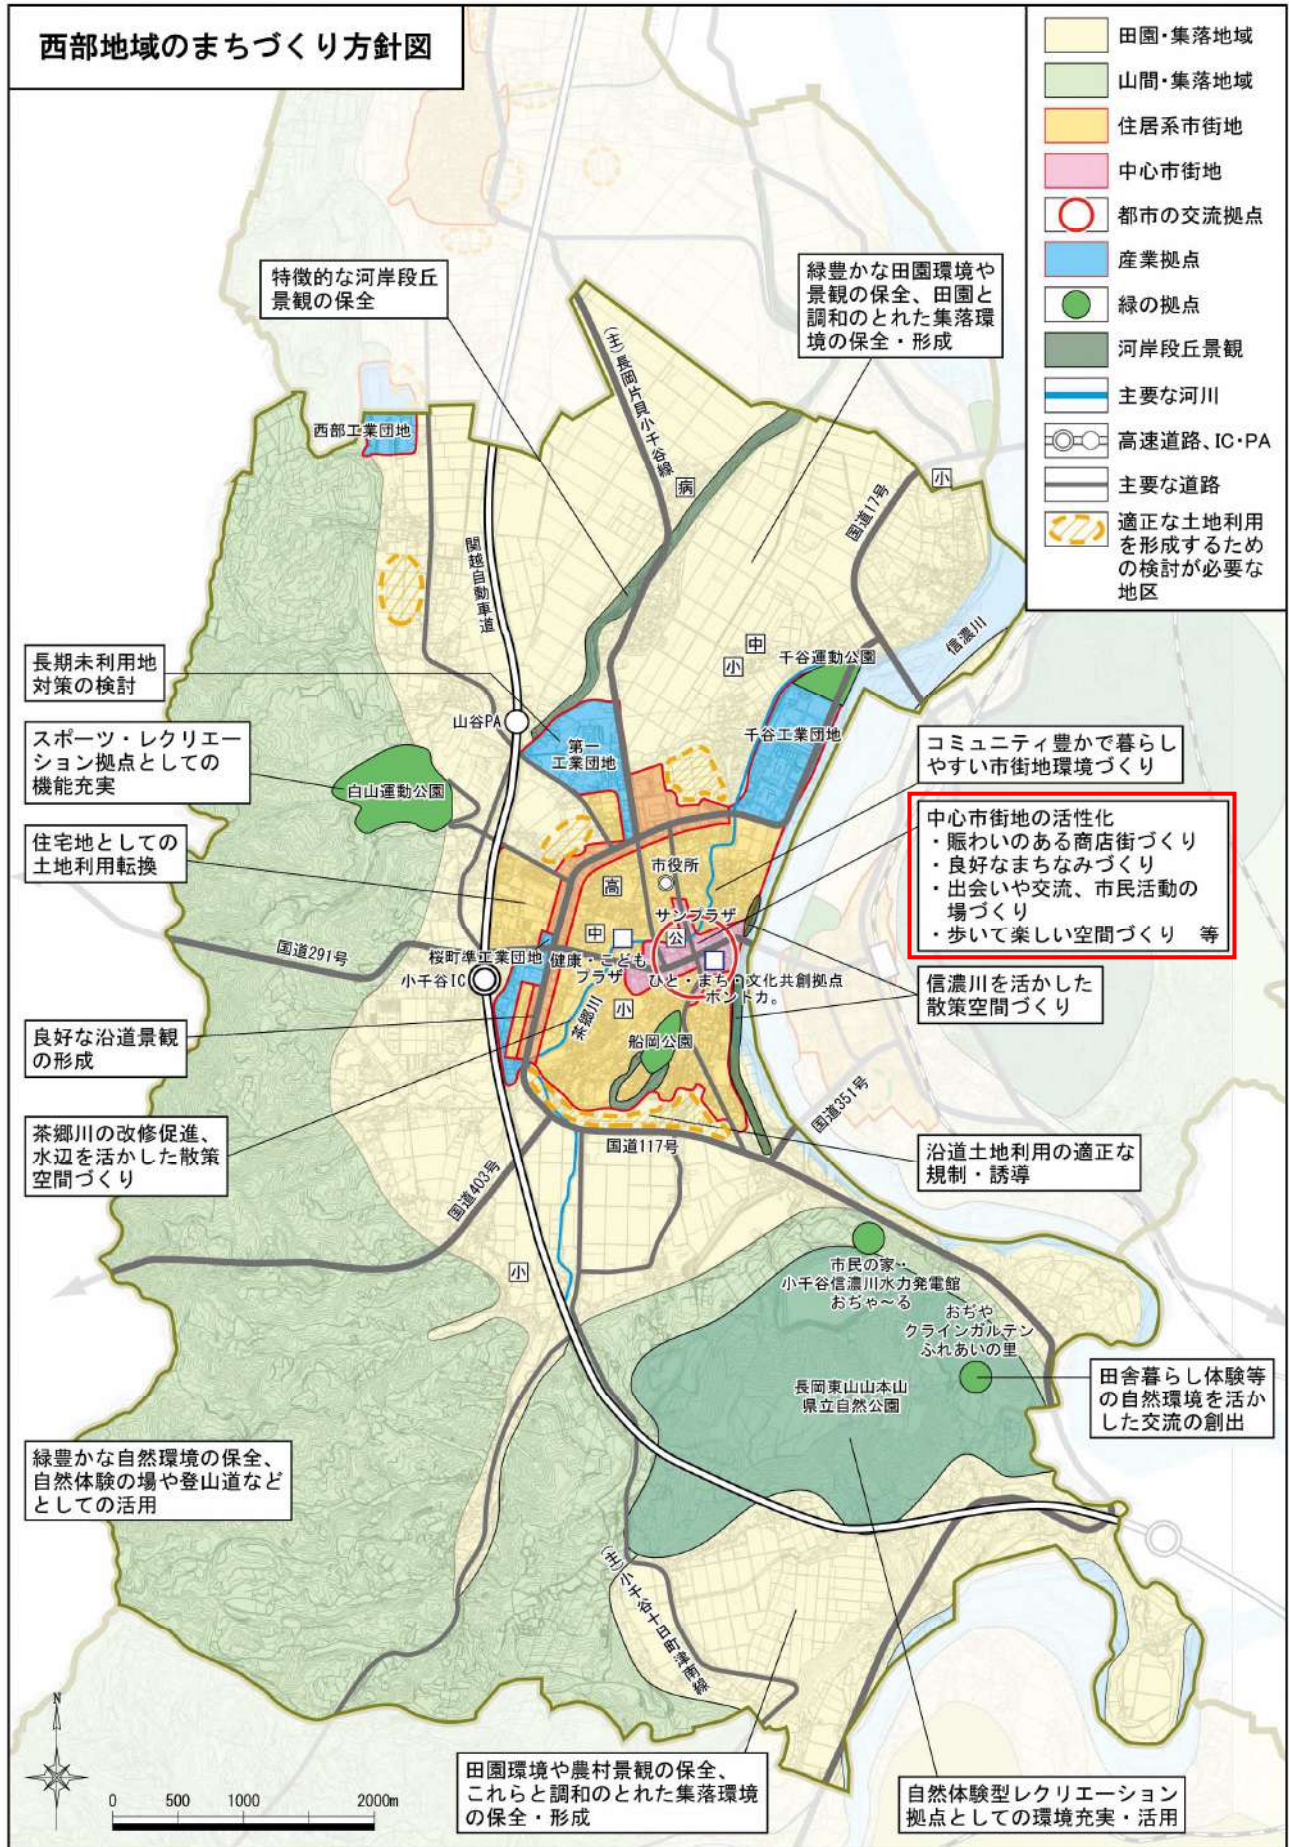 西部地域のまちづくり方針図
田園・集落地域
山間・集落地域
住居系市街地
中心市街地
都市の交流拠点
産業拠点
緑の拠点
河岸段丘景観
主要な河川
高速道路、IC・PA
主要な道路
適正な土地利用
を形成するため
の検討が必要な
地区
特徴的な河岸段丘
景観の保全
緑豊かな田園環境や
景観の保全、田園と
調和のとれた集落環
境の保全・形成
(主)長岡片貝小千谷線
西部工業団地
病
小
国道17号
関越自動車道
信濃川
中
小
千谷運動公園
長期未利用地
対策の検討
山谷PA
第一
工業団地
千谷工業団地
スポーツ・レクリエー
ション拠点としての
機能充実
白山運動公園
コミュニティ豊かで暮らし
やすい市街地環境づくり
中心市街地の活性化
・賑わいのある商店街づくり
・良好なまちなみづくり
・出会いや交流、市民活動の
場づくり
・歩いて楽しい空間づくり 等
住宅地としての
土地利用転換
市役所
高
サンプラザ
中
公
国道291号
桜町準工業団地
健康・こども
プラザ
小千谷IC
ひと・まち・文化共創拠点
ホントカ。
信濃川を活かした
散策空間づくり
小
茶郷川
船岡公園
良好な沿道景観
の形成
国道351号
茶郷川の改修促進、
水辺を活かした散策
空間づくり
国道117号
沿道土地利用の適正な
規制・誘導
国道403号
小
市民の家・
小千谷信濃川水力発電館
おぢゃ~る
おぢや
クラインガルテン
ふれあいの里
長岡東山山本山
県立自然公園
田舎暮らし体験等
の自然環境を活か
した交流の創出
緑豊かな自然環境の保全、
自然体験の場や登山道など
としての活用
(主)小千谷十日町津南線
N
0 500 1000 2000m
田園環境や農村景観の保全、
これらと調和のとれた集落環境
の保全・形成
自然体験型レクリエーション
拠点としての環境充実・活用